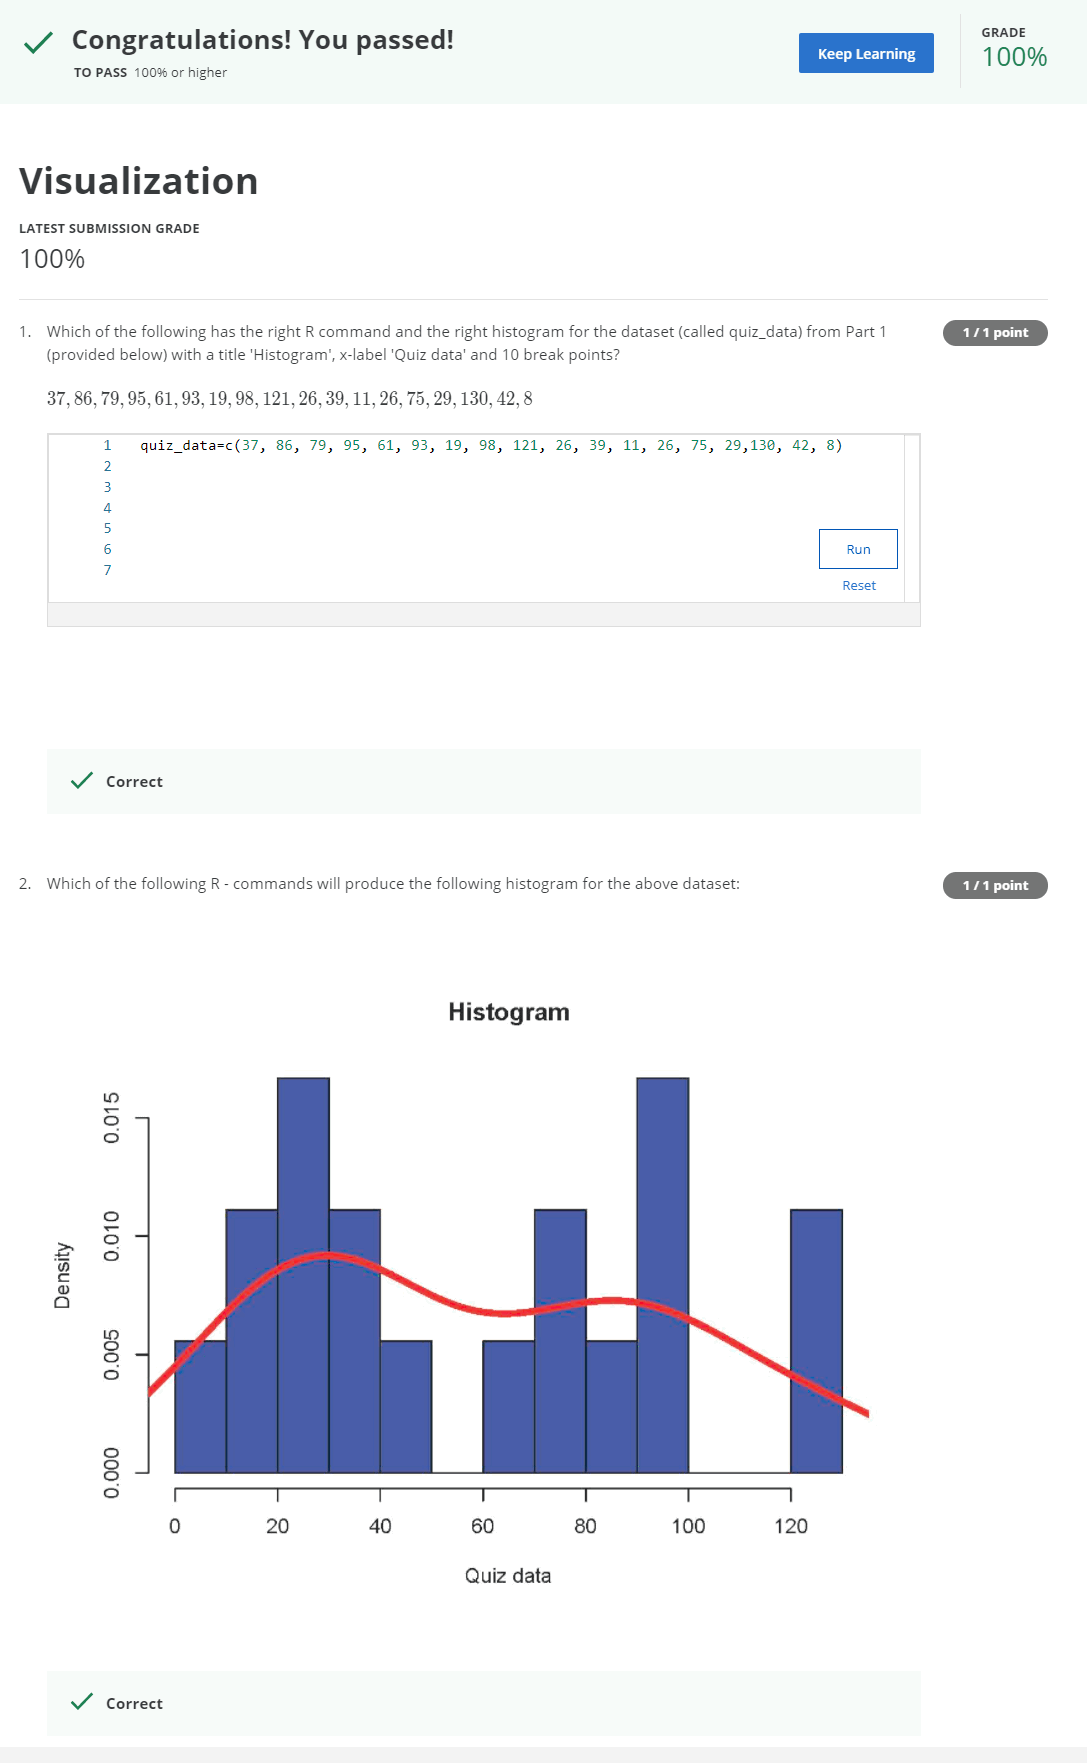 Congratulations! You passed!
TO PASS 100% or higher
Keep Learning
GRADE
100%
Visualization
LATEST SUBMISSION GRADE
100%
1. Which of the following has the right R command and the right histogram for the dataset (called quiz_data) from Part 1
(provided below) with a title 'Histogram', x-label 'Quiz data' and 10 break points?
1 / 1 point
37, 86, 79, 95, 61, 93, 19, 98, 121, 26, 39, 11, 26, 75, 29, 130, 42, 8
1 quiz_data=c(37, 86, 79, 95, 61, 93, 19, 98, 121, 26, 39, 11, 26, 75, 29,130, 42, 8)
2
3
4
5
6
7
Run
Reset
Correct
2. Which of the following R - commands will produce the following histogram for the above dataset:
1 / 1 point
Histogram
Density
0.015
0.010
0.005
0.000
0 20 40 60 80 100 120
Quiz data
Correct